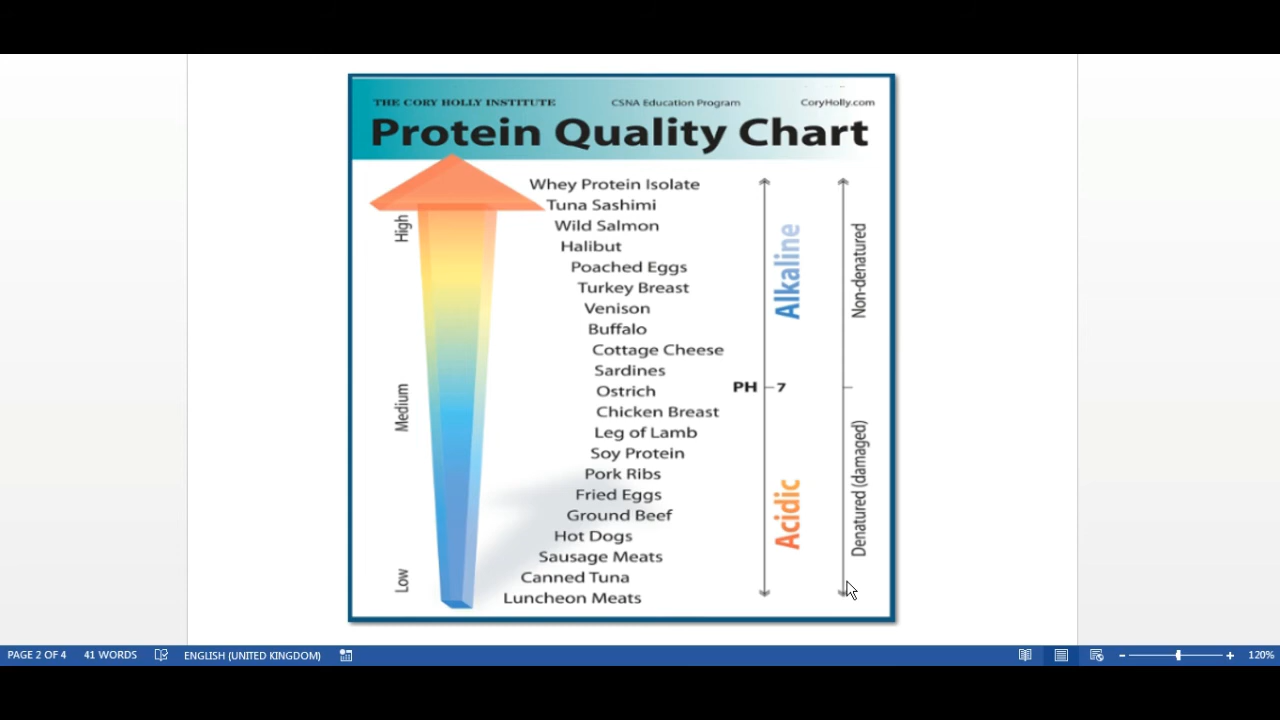 THE CORY HOLLY INSTITUTE CSNA Education Program CoryHolly.com
Protein Quality Chart
High
Medium
Low
Whey Protein Isolate
Tuna Sashimi
Wild Salmon
Halibut
Poached Eggs
Turkey Breast
Venison
Buffalo
Cottage Cheese
Sardines
Ostrich
Chicken Breast
Leg of Lamb
Soy Protein
Pork Ribs
Fried Eggs
Ground Beef
Hot Dogs
Sausage Meats
Canned Tuna
Luncheon Meats
Alkaline
PH 7
Acidic
Non-denatured
Denatured (damaged)
PAGE 2 OF 4 41 WORDS ENGLISH (UNITED KINGDOM) 120%